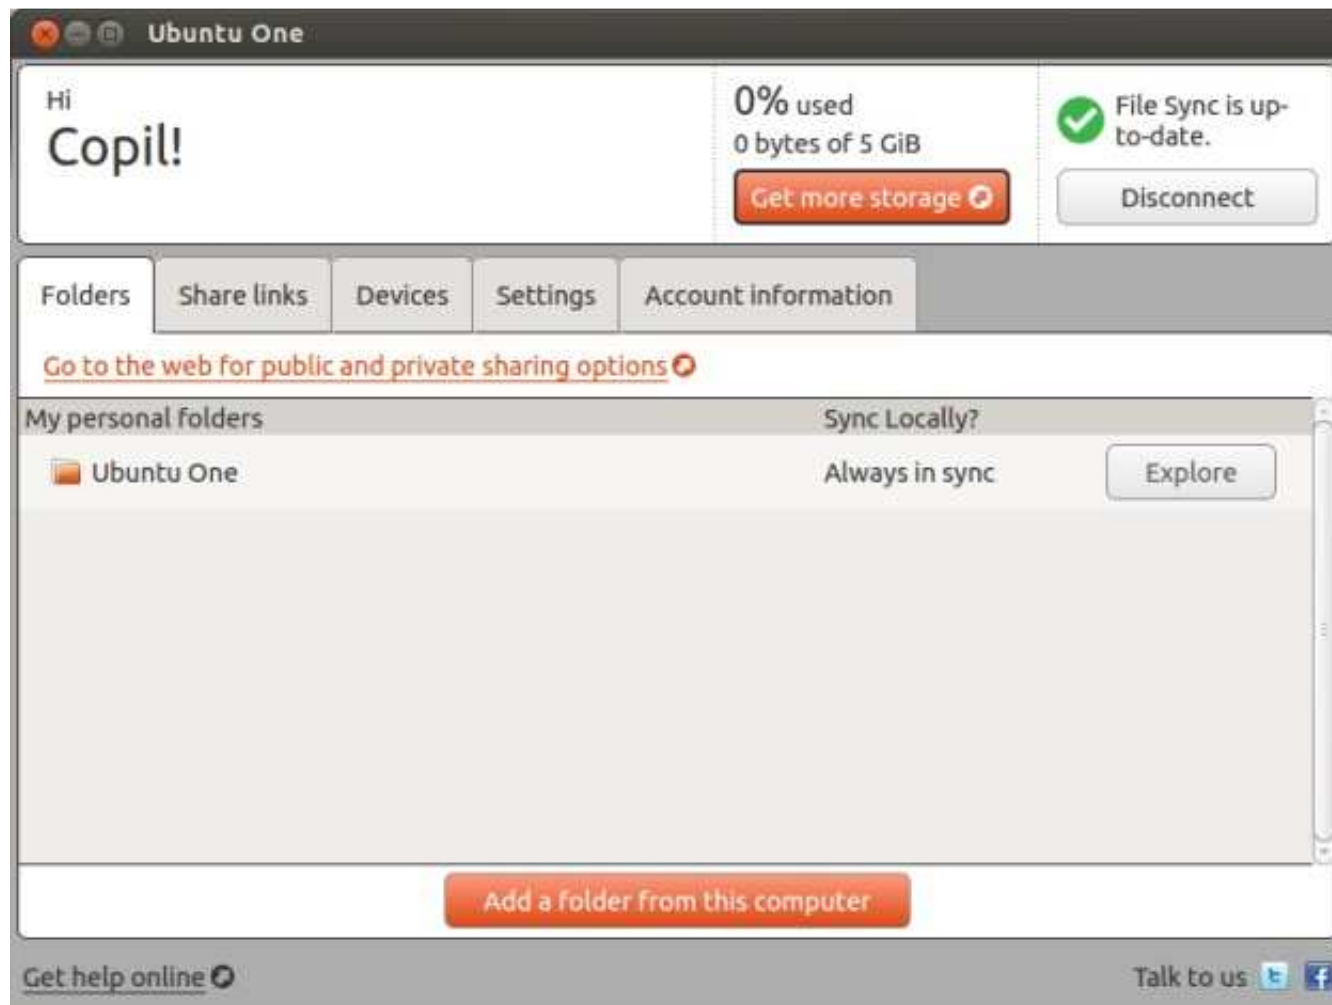 Ubuntu One
Hi
Copil!
0% used
0 bytes of 5 GiB
Get more storage
File Sync is up-
to-date.
Disconnect
Folders
Share links
Devices
Settings
Account information
Go to the web for public and private sharing options
My personal folders
Sync Locally?
Ubuntu One
Always in sync
Explore
Add a folder from this computer
Get help online
Talk to us